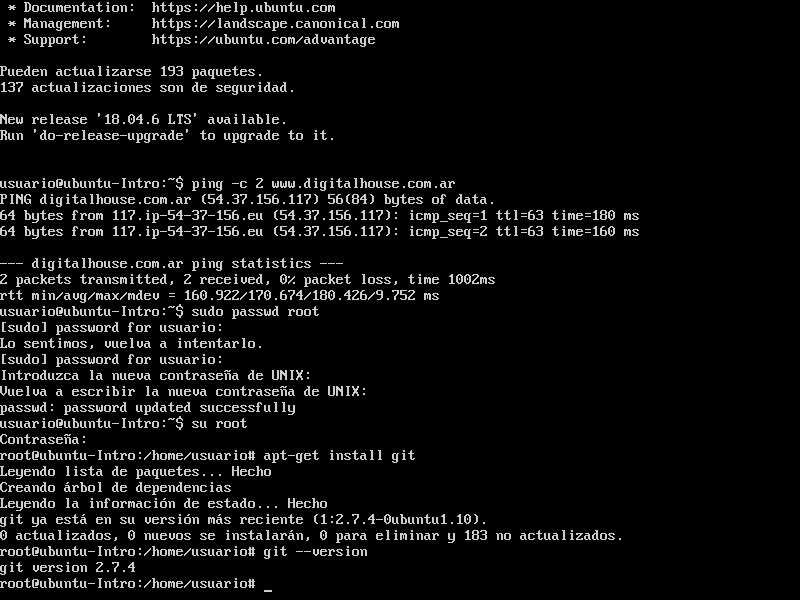 * Documentation:  https://help.ubuntu.com
* Management:     https://landscape.canonical.com
* Support:        https://ubuntu.com/advantage
Pueden actualizarse 193 paquetes.
137 actualizaciones son de seguridad.
New release '18.04.6 LTS' available.
Run 'do-release-upgrade' to upgrade to it.
usuario@ubuntu-Intro:~$ ping -c 2 www.digitalhouse.com.ar
PING digitalhouse.com.ar (54.37.156.117) 56(84) bytes of data.
64 bytes from 117.ip-54-37-156.eu (54.37.156.117): icmp_seq=1 ttl=63 time=180 ms
64 bytes from 117.ip-54-37-156.eu (54.37.156.117): icmp_seq=2 ttl=63 time=160 ms
--- digitalhouse.com.ar ping statistics ---
2 packets transmitted, 2 received, 0% packet loss, time 1002ms
rtt min/avg/max/mdev = 160.922/170.674/180.426/9.752 ms
usuario@ubuntu-Intro:~$ sudo passwd root
[sudo] password for usuario:
Lo sentimos, vuelva a intentarlo.
[sudo] password for usuario:
Introduzca la nueva contraseña de UNIX:
Vuelva a escribir la nueva contraseña de UNIX:
passwd: password updated successfully
usuario@ubuntu-Intro:~$ su root
Contraseña:
root@ubuntu-Intro:/home/usuario# apt-get install git
Leyendo lista de paquetes... Hecho
Creando árbol de dependencias
Leyendo la información de estado... Hecho
git ya está en su versión más reciente (1:2.7.4-0ubuntu1.10).
0 actualizados, 0 nuevos se instalarán, 0 para eliminar y 183 no actualizados.
root@ubuntu-Intro:/home/usuario# git --version
git version 2.7.4
root@ubuntu-Intro:/home/usuario# _